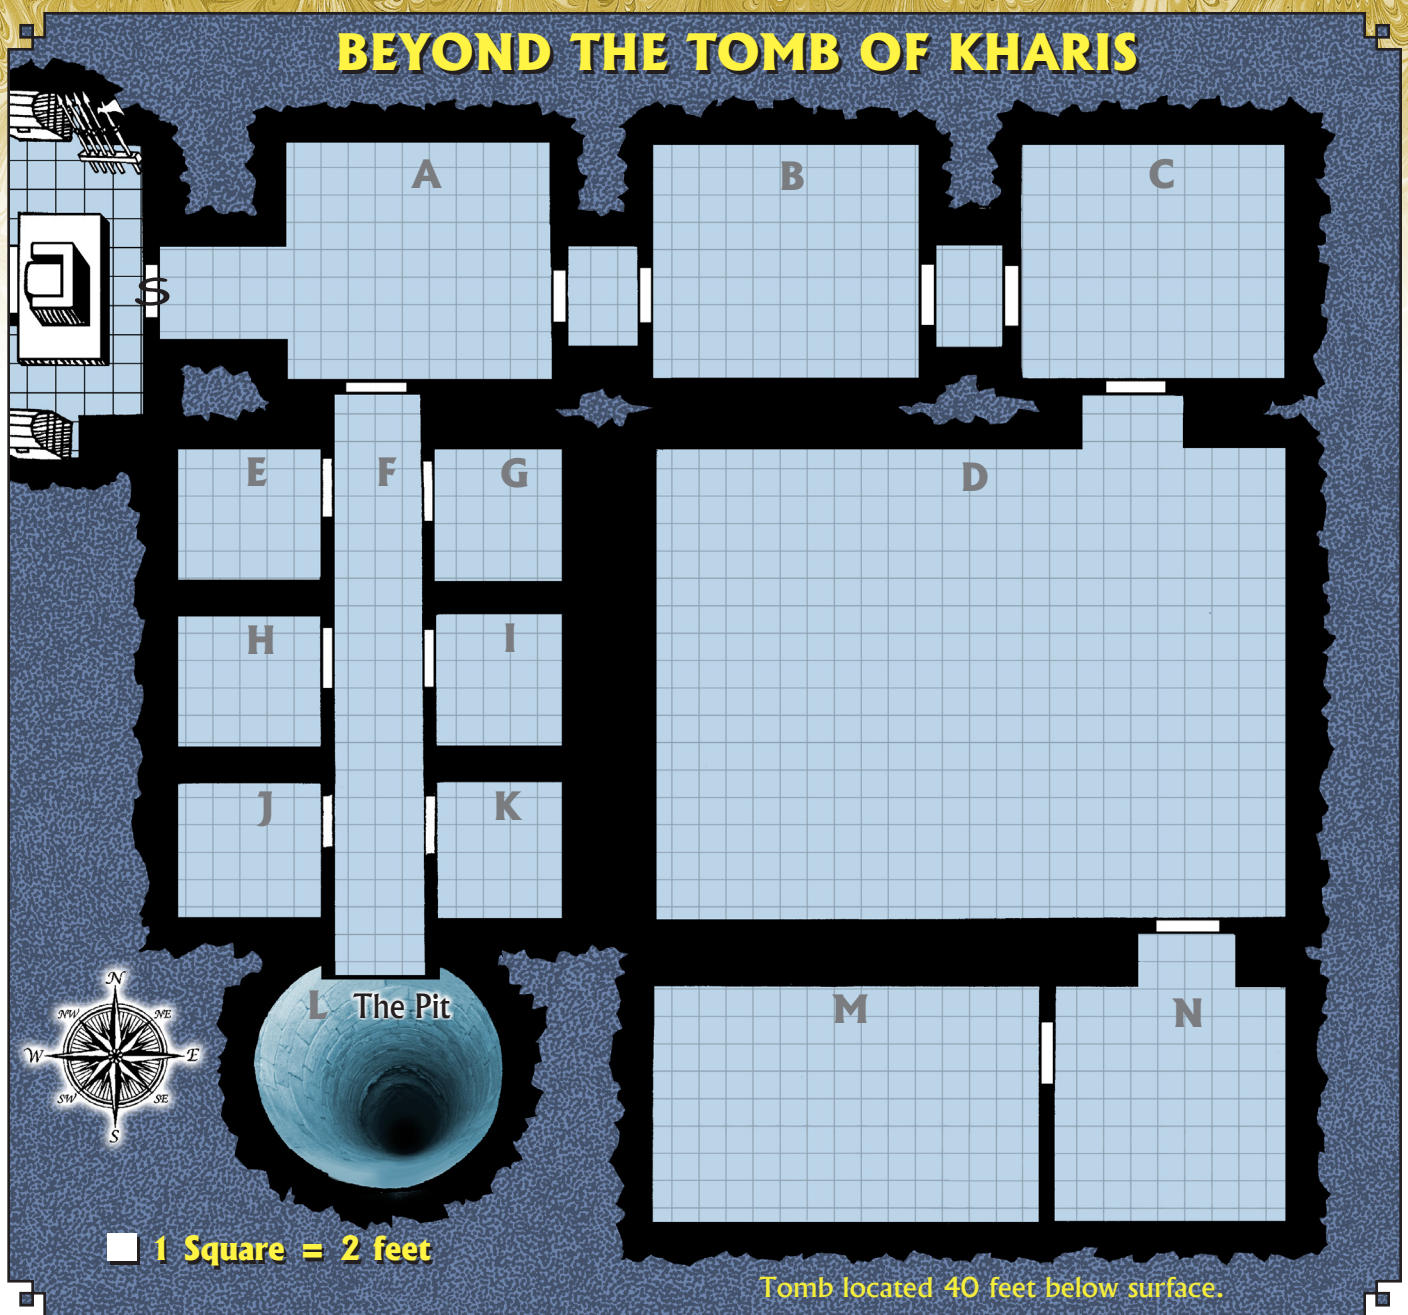 BEYOND THE TOMB OF KHARIS
A
B
C
S
E
F
G
D
H
I
J
K
L The Pit
M
N
N
NW NE
W E
SW SE
S
1 Square = 2 feet
Tomb located 40 feet below surface.